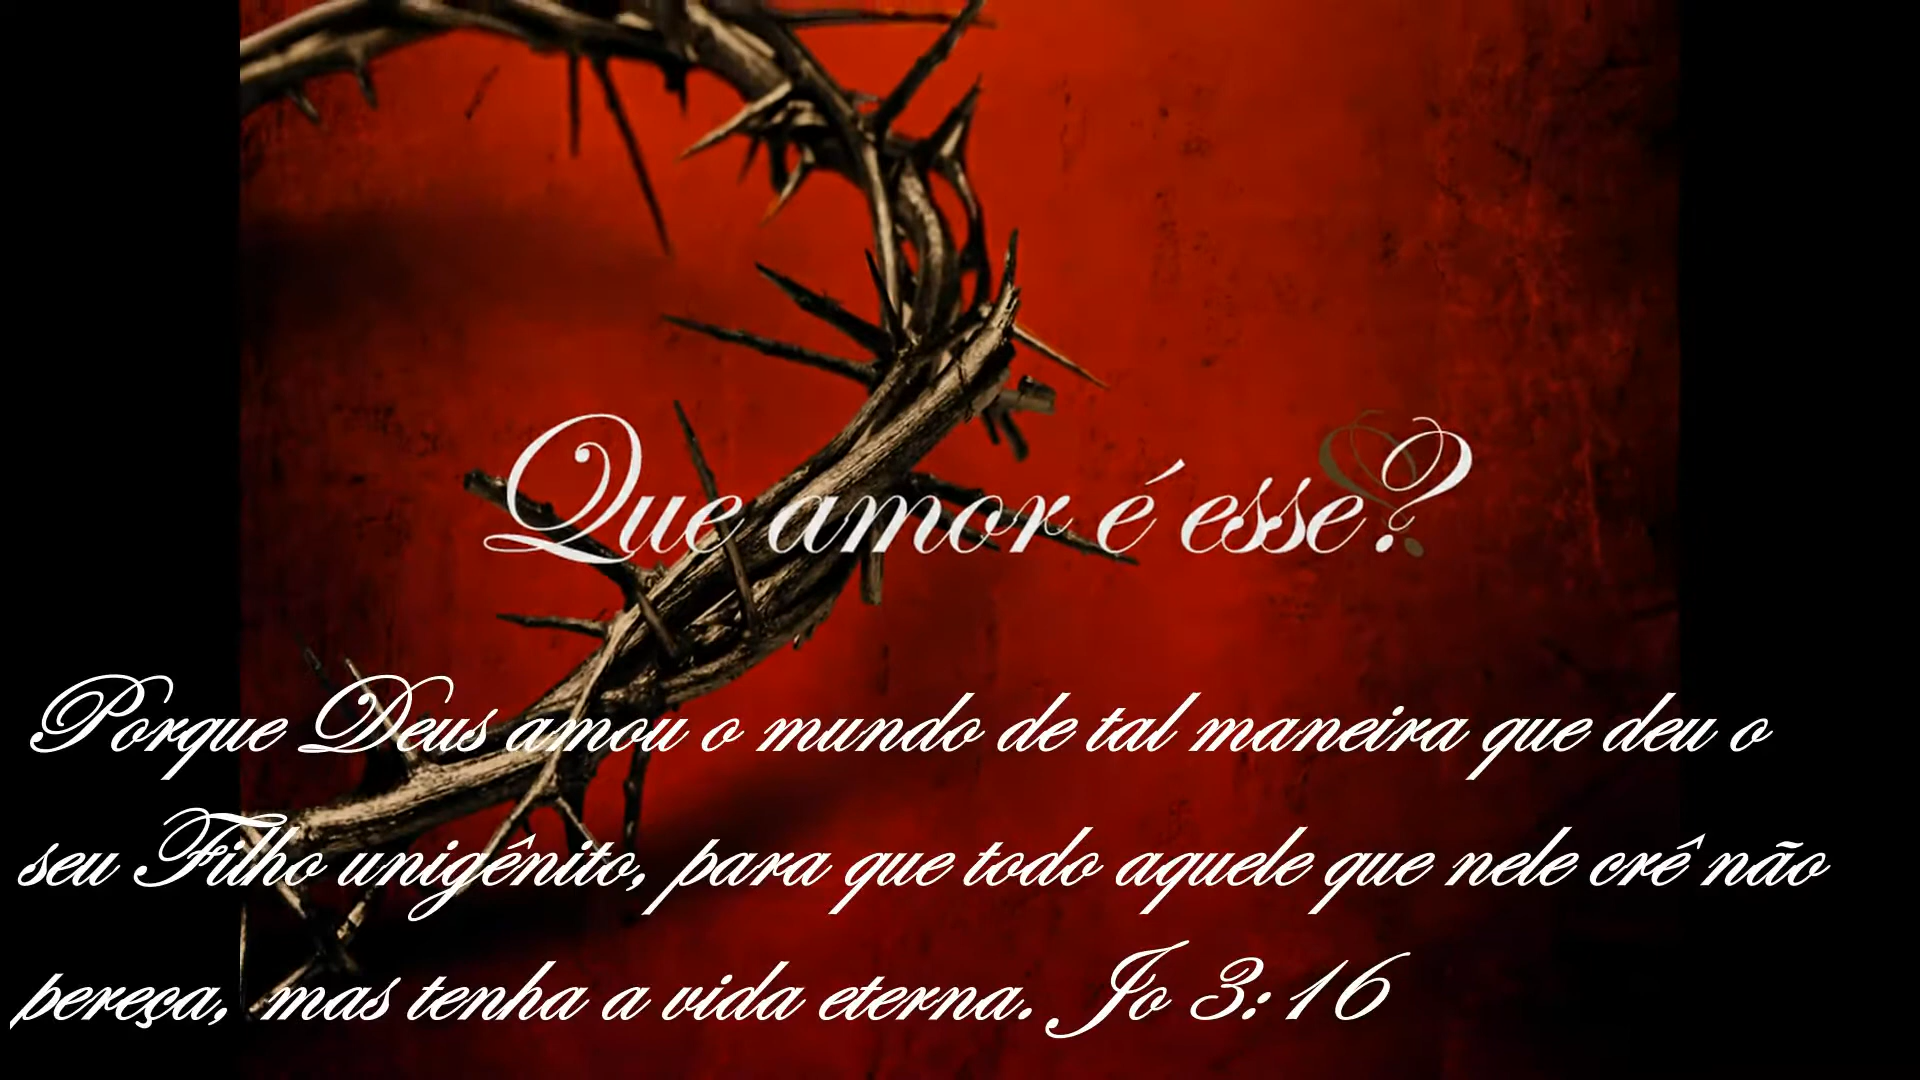 Que amor é esse?
Porque Deus amou o mundo de tal maneira que deu o
seu Filho unigênito, para que todo aquele que nele crê não
pereça, mas tenha a vida eterna. Jo 3:16